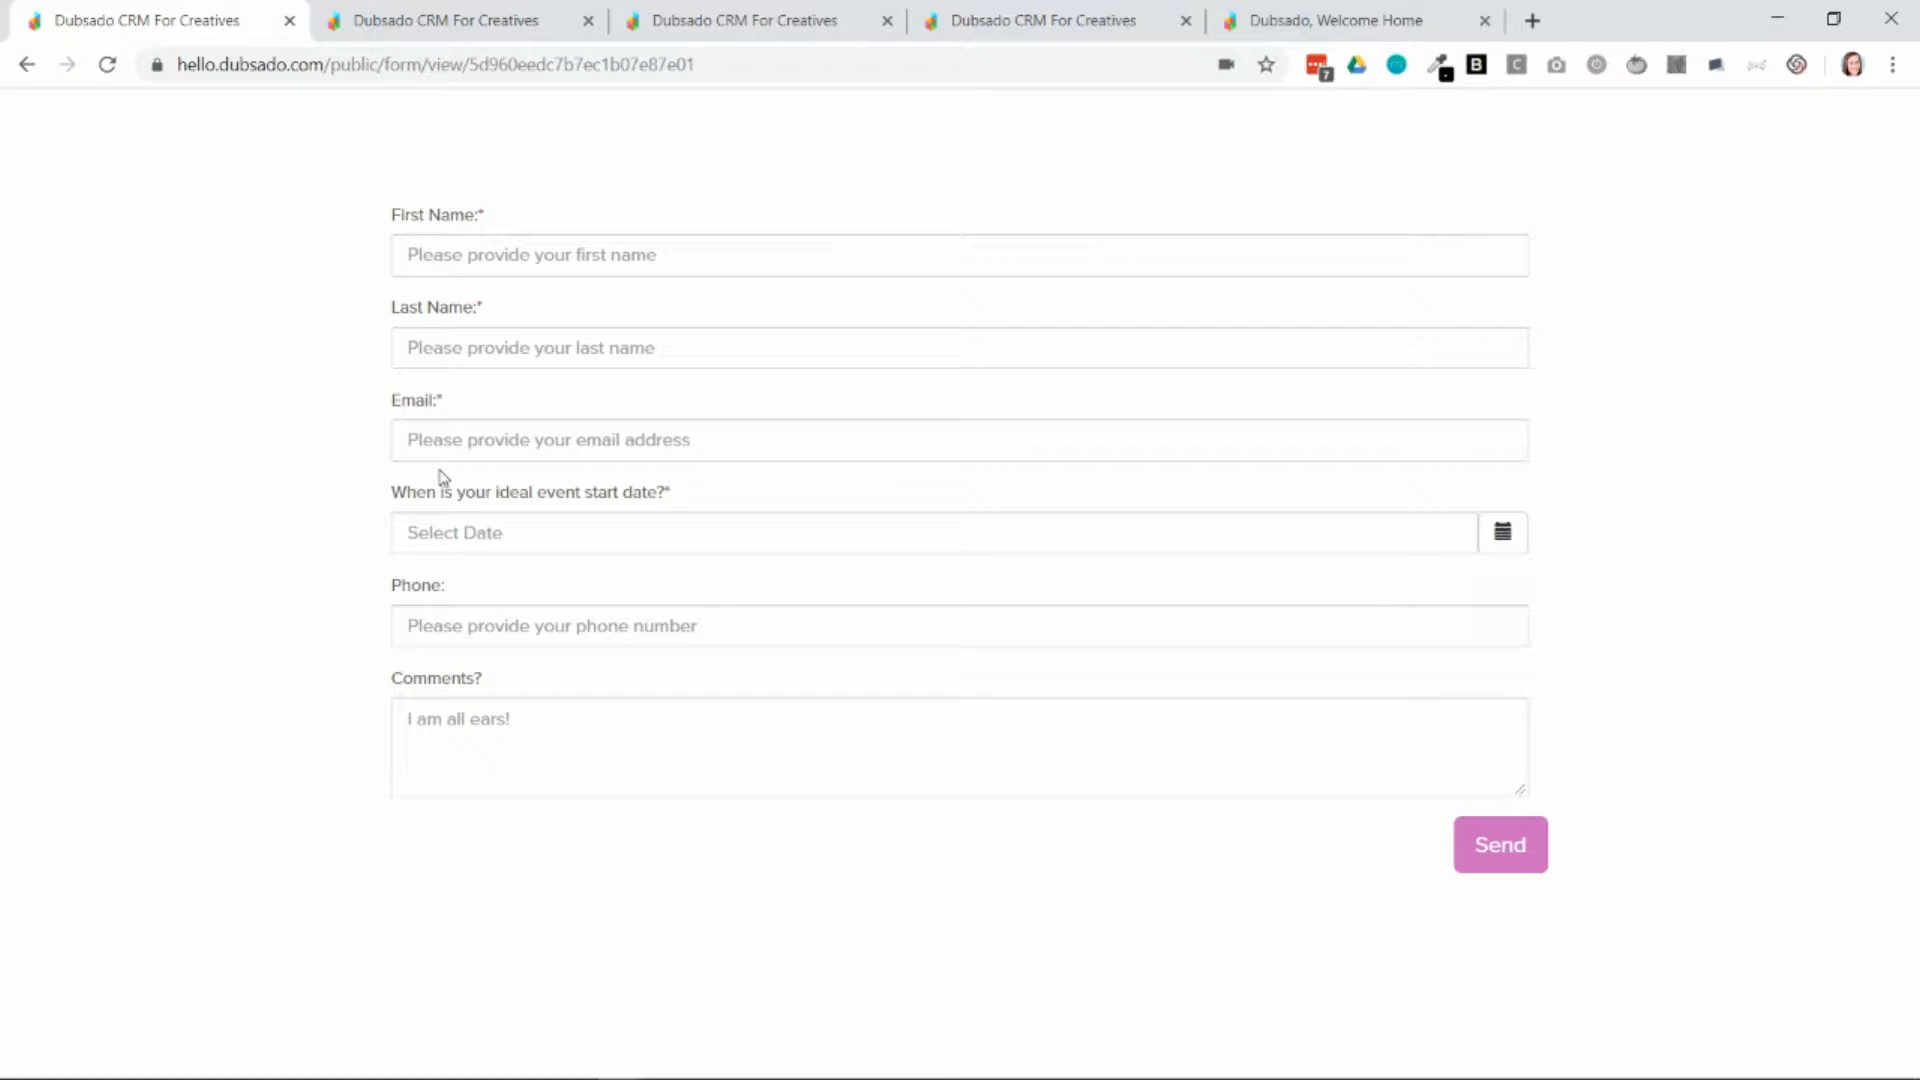 Dubsado CRM For Creatives
Dubsado CRM For Creatives
Dubsado CRM For Creatives
Dubsado CRM For Creatives
Dubsado, Welcome Home
hello.dubsado.com/public/form/view/5d960eedc7b7ec1b07e87e01
7
B
C
First Name:*
Please provide your first name
Last Name:*
Please provide your last name
Email:*
Please provide your email address
When is your ideal event start date?*
Select Date
Phone:
Please provide your phone number
Comments?
I am all ears!
Send